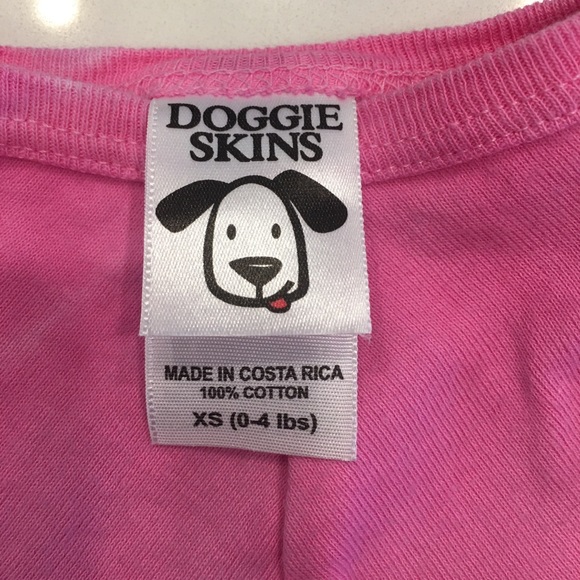 DOGGIE
SKINS
MADE IN COSTA RICA
100% COTTON
XS (0-4 lbs)